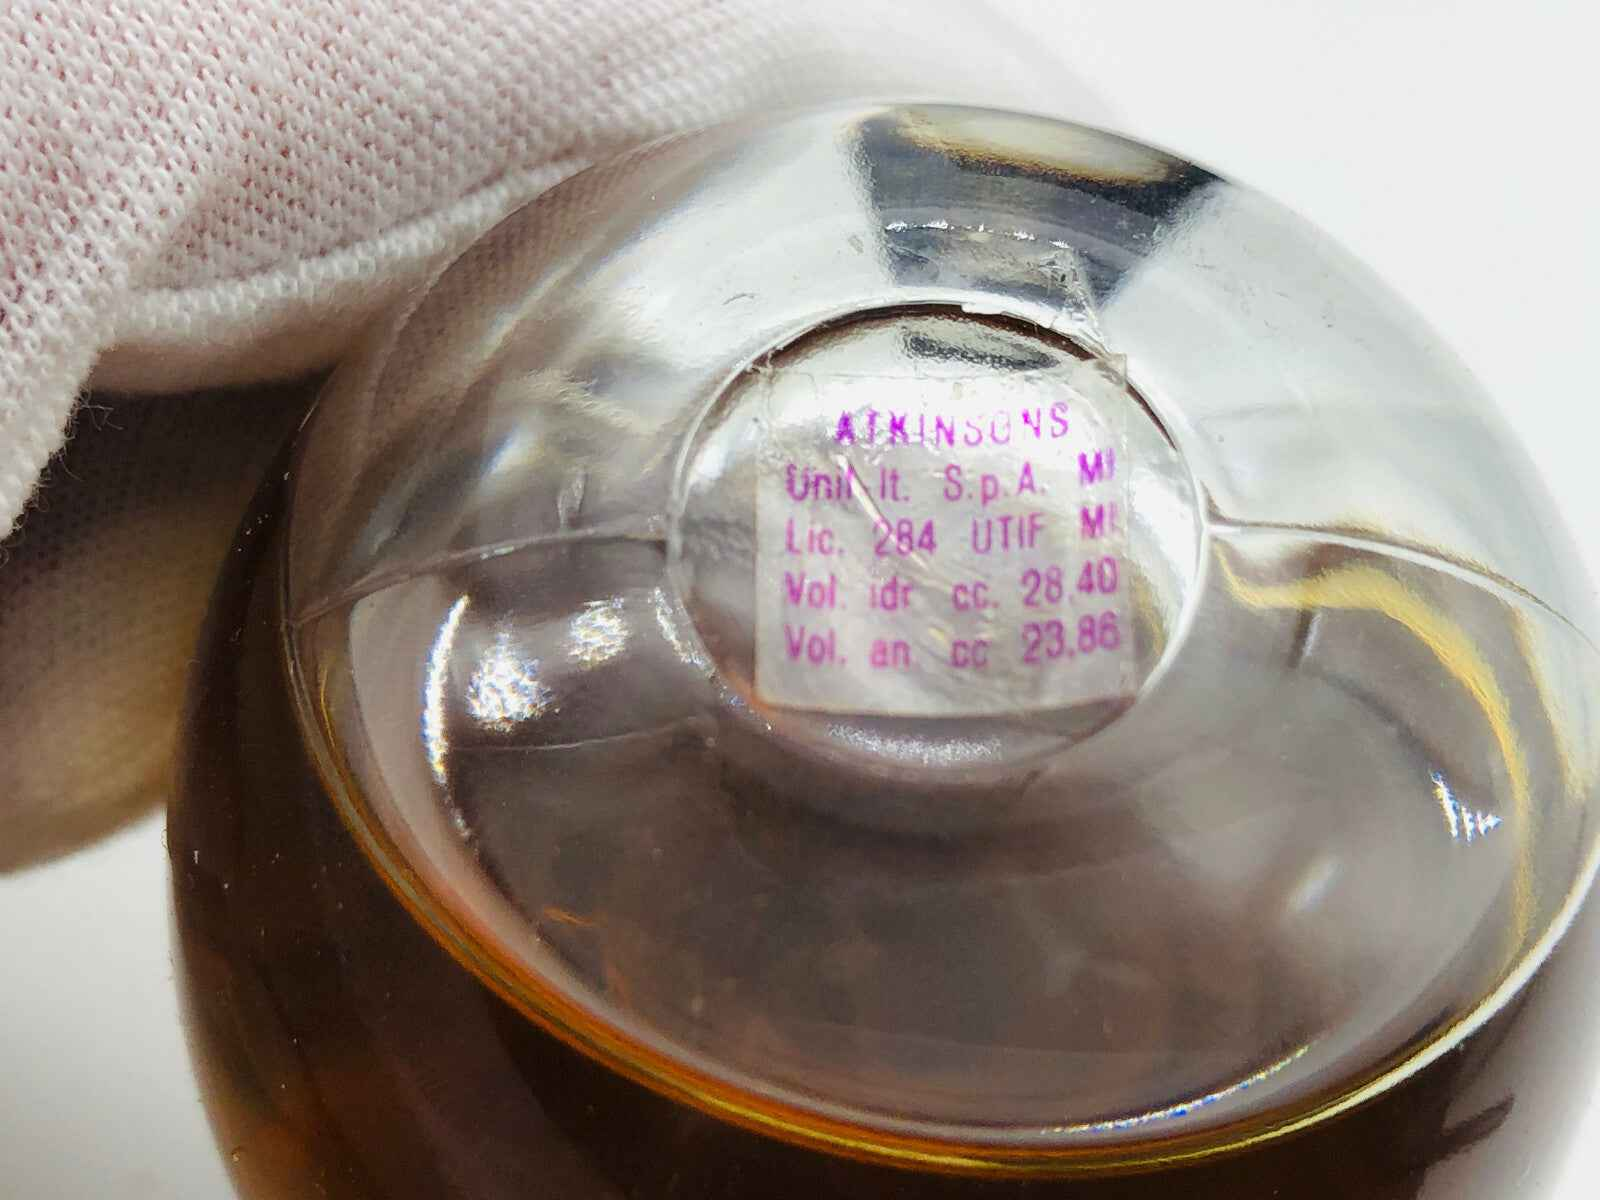 ATKINSONS
Unil-It. S.p.A. MI
Lic. 284 UTIF MI
Vol. idr cc. 28,40
Vol. an. cc 23,86